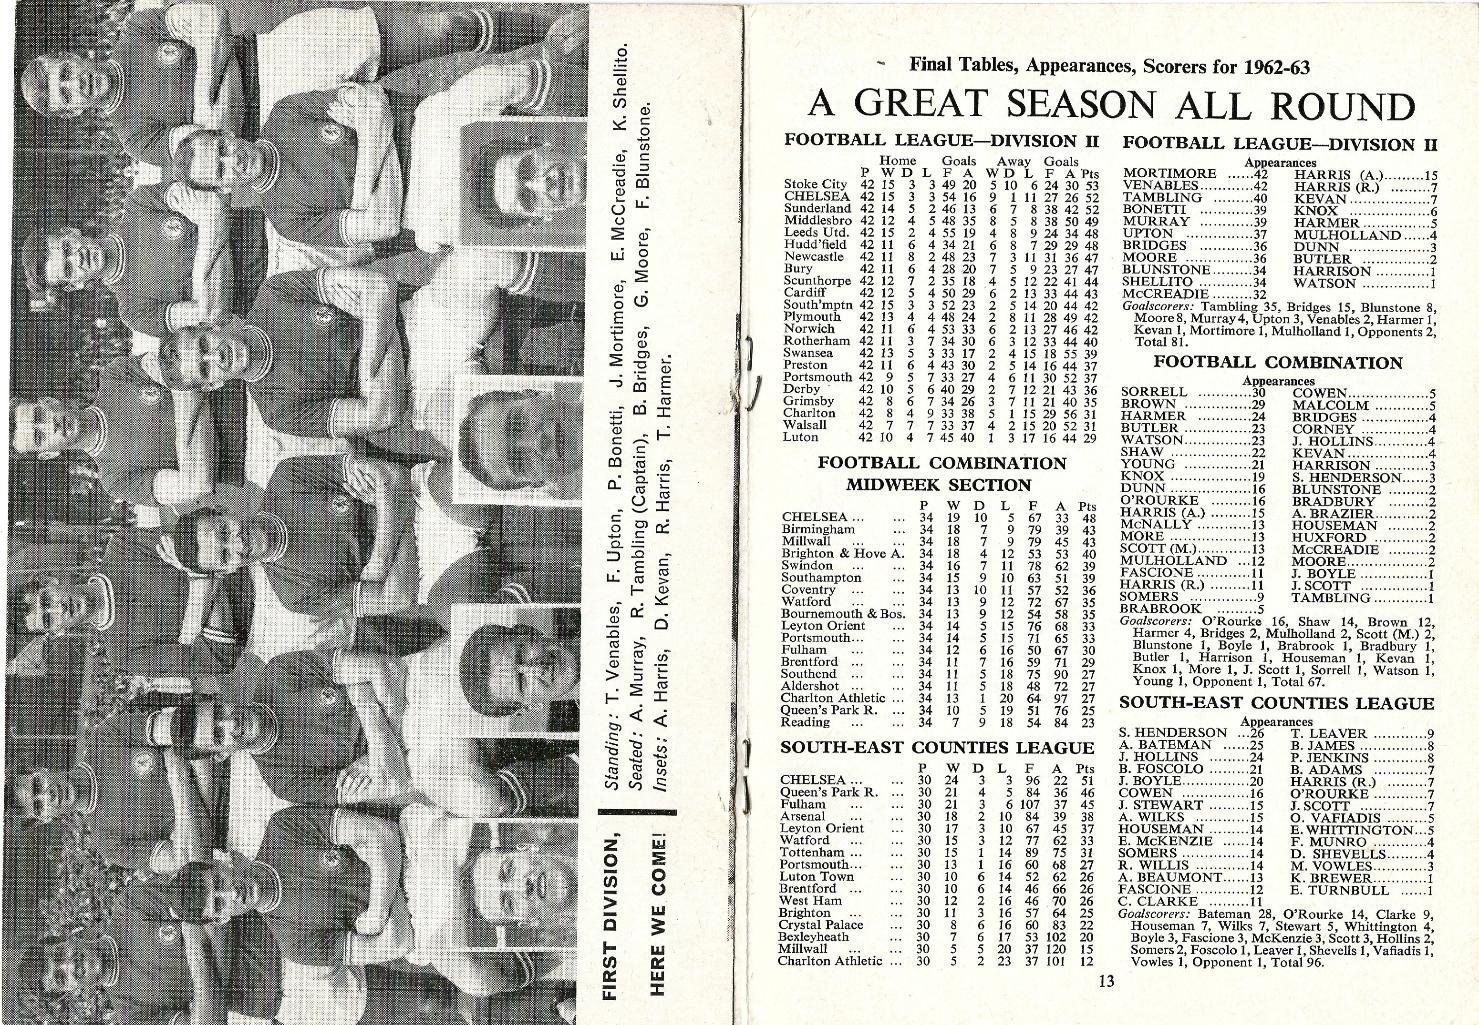 FIRST DIVISION,
HERE WE COME!
Standing: T. Venables, F. Upton, P. Bonetti, J. Mortimore, E. McCreadie, K. Shellito.
Seated: A. Murray, R. Tambling (Captain), B. Bridges, G. Moore, F. Blunstone.
Insets: A. Harris, D. Kevan, R. Harris, T. Harmer.
Final Tables, Appearances, Scorers for 1962-63
A GREAT SEASON ALL ROUND
FOOTBALL LEAGUE—DIVISION II
Home Goals Away Goals
P W D L F A W D L F A Pts
Stoke City 42 15 3 3 49 20 5 10 6 24 30 53
CHELSEA 42 15 3 3 54 16 9 1 11 27 26 52
Sunderland 42 14 5 2 46 13 6 7 8 38 42 52
Middlesbro 42 12 4 5 48 35 8 5 8 38 50 49
Leeds Utd. 42 15 2 4 55 19 4 8 9 24 34 48
Hudd'field 42 11 6 4 34 21 6 8 7 29 29 48
Newcastle 42 11 8 2 48 23 7 3 11 31 36 47
Bury 42 11 6 4 28 20 7 5 9 23 27 47
Scunthorpe 42 12 7 2 35 18 4 5 12 22 41 44
Cardiff 42 12 5 4 50 29 6 2 13 33 44 43
South'mptn 42 15 3 3 52 23 2 5 14 20 44 42
Plymouth 42 13 4 4 48 24 2 8 11 28 49 42
Norwich 42 11 6 4 53 33 6 2 13 27 46 42
Rotherham 42 11 3 7 34 30 6 3 12 33 44 40
Swansea 42 13 5 3 33 17 2 4 15 18 55 39
Preston 42 11 6 4 43 30 2 5 14 16 44 37
Portsmouth 42 9 5 7 33 27 4 6 11 30 52 37
Derby 42 10 5 6 40 29 2 7 12 21 43 36
Grimsby 42 8 6 7 34 26 3 7 11 21 40 35
Charlton 42 8 4 9 33 38 5 1 15 29 56 31
Walsall 42 7 7 7 33 37 4 2 15 20 52 31
Luton 42 10 4 7 45 40 1 3 17 16 44 29
FOOTBALL COMBINATION
MIDWEEK SECTION
P W D L F A Pts
CHELSEA ... ... 34 19 10 5 67 33 48
Birmingham ... 34 18 7 9 79 39 43
Millwall ... ... 34 18 7 9 79 45 43
Brighton & Hove A. 34 18 4 12 53 53 40
Swindon ... ... 34 16 7 11 78 62 39
Southampton ... 34 15 9 10 63 51 39
Coventry ... ... 34 13 10 11 57 52 36
Watford ... ... 34 13 9 12 72 67 35
Bournemouth & Bos. 34 13 9 12 54 58 35
Leyton Orient ... 34 14 5 15 76 68 33
Portsmouth... ... 34 14 5 15 71 65 33
Fulham ... ... 34 12 6 16 50 67 30
Brentford ... ... 34 11 7 16 59 71 29
Southend ... ... 34 11 5 18 75 90 27
Aldershot ... ... 34 11 5 18 48 72 27
Charlton Athletic ... 34 13 1 20 64 97 27
Queen's Park R. ... 34 10 5 19 51 76 25
Reading ... ... 34 7 9 18 54 84 23
SOUTH-EAST COUNTIES LEAGUE
P W D L F A Pts
CHELSEA ... ... 30 24 3 3 96 22 51
Queen's Park R. ... 30 21 4 5 84 36 46
Fulham ... ... 30 21 3 6 107 37 45
Arsenal ... ... 30 18 2 10 84 39 38
Leyton Orient ... 30 17 3 10 67 45 37
Watford ... ... 30 15 3 12 77 62 33
Tottenham ... ... 30 15 1 14 89 75 31
Portsmouth... ... 30 13 1 16 60 68 27
Luton Town ... 30 10 6 14 52 62 26
Brentford ... ... 30 10 6 14 46 66 26
West Ham ... 30 12 2 16 46 70 26
Brighton ... ... 30 11 3 16 57 64 25
Crystal Palace ... 30 8 6 16 60 83 22
Bexleyheath ... 30 7 6 17 53 102 20
Millwall ... ... 30 5 5 20 37 120 15
Charlton Athletic ... 30 5 2 23 37 101 12
FOOTBALL LEAGUE—DIVISION II
Appearances
MORTIMORE .....42 HARRIS (A.)..........15
VENABLES..........42 HARRIS (R.) .........7
TAMBLING ........40 KEVAN ................7
BONETTI ...........39 KNOX ..................6
MURRAY ...........39 HARMER .............5
UPTON ..............37 MULHOLLAND.....4
BRIDGES ...........36 DUNN ..................3
MOORE .............36 BUTLER ..............2
BLUNSTONE ......34 HARRISON ..........1
SHELLITO .........34 WATSON .............1
McCREADIE.......32
Goalscorers: Tambling 35, Bridges 15, Blunstone 8,
Moore 8, Murray 4, Upton 3, Venables 2, Harmer 1,
Kevan 1, Mortimore 1, Mulholland 1, Opponents 2,
Total 81.
FOOTBALL COMBINATION
Appearances
SORRELL ...........30 COWEN................5
BROWN .............29 MALCOLM ...........5
HARMER ...........24 BRIDGES .............4
BUTLER ............23 CORNEY ..............4
WATSON............23 J. HOLLINS..........4
SHAW ...............22 KEVAN ................4
YOUNG .............21 HARRISON ..........3
KNOX ................19 S. HENDERSON....3
DUNN ................16 BLUNSTONE ........2
O'ROURKE .........16 BRADBURY ..........2
HARRIS (A.)........15 A. BRAZIER..........2
McNALLY...........13 HOUSEMAN .........2
MORE ................13 HUXFORD ...........2
SCOTT (M.).........13 McCREADIE .........2
MULHOLLAND ...12 MOORE................2
FASCIONE ..........11 J. BOYLE..............1
HARRIS (R.)........11 J. SCOTT .............1
SOMERS .............9 TAMBLING...........1
BRABROOK .........5
Goalscorers: O'Rourke 16, Shaw 14, Brown 12,
Harmer 4, Bridges 2, Mulholland 2, Scott (M.) 2,
Blunstone 1, Boyle 1, Brabrook 1, Bradbury 1,
Butler 1, Harrison 1, Houseman 1, Kevan 1,
Knox 1, More 1, J. Scott 1, Sorrell 1, Watson 1,
Young 1, Opponent 1, Total 67.
SOUTH-EAST COUNTIES LEAGUE
Appearances
S. HENDERSON ...26 T. LEAVER ..........9
A. BATEMAN ......25 B. JAMES .............8
J. HOLLINS ........24 P. JENKINS ..........8
B. FOSCOLO .......21 B. ADAMS ............7
J. BOYLE............20 HARRIS (R.) .........7
COWEN ..............16 O'ROURKE ...........7
J. STEWART .......15 J. SCOTT..............7
A. WILKS ...........15 O. VAFIADIS.........5
HOUSEMAN ........14 E. WHITTINGTON...5
E. McKENZIE ......14 F. MUNRO ...........4
SOMERS .............14 D. SHEVELLS.........4
R. WILLIS ..........14 M. VOWLES..........3
A. BEAUMONT.....13 K. BREWER..........1
FASCIONE ..........12 E. TURNBULL ......1
C. CLARKE .........11
Goalscorers: Bateman 28, O'Rourke 14, Clarke 9,
Houseman 7, Wilks 7, Stewart 5, Whittington 4,
Boyle 3, Fascione 3, McKenzie 3, Scott 3, Hollins 2,
Somers 2, Foscolo 1, Leaver 1, Shevells 1, Vafiadis 1,
Vowles 1, Opponent 1, Total 96.
13